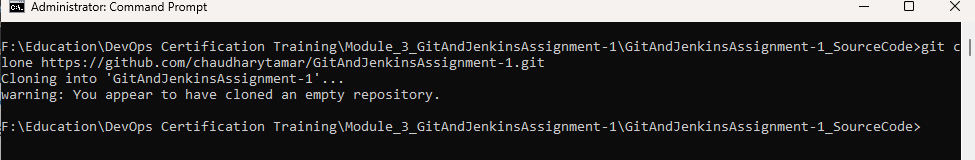 Administrator: Command Prompt
F:\Education\DevOps Certification Training\Module_3_GitAndJenkinsAssignment-1\GitAndJenkinsAssignment-1_SourceCode>git c
lone https://github.com/chaudharytamar/GitAndJenkinsAssignment-1.git
Cloning into 'GitAndJenkinsAssignment-1'...
warning: You appear to have cloned an empty repository.
F:\Education\DevOps Certification Training\Module_3_GitAndJenkinsAssignment-1\GitAndJenkinsAssignment-1_SourceCode>